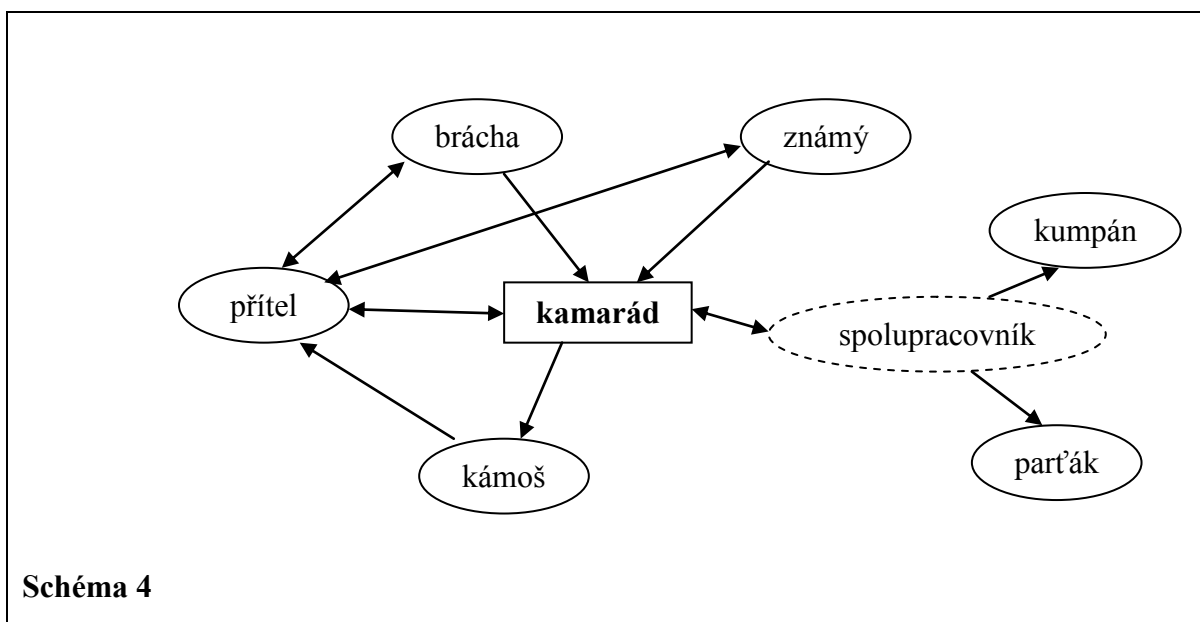 brácha
známý
kumpán
přítel
kamarád
spolupracovník
kámoš
parťák
Schéma 4